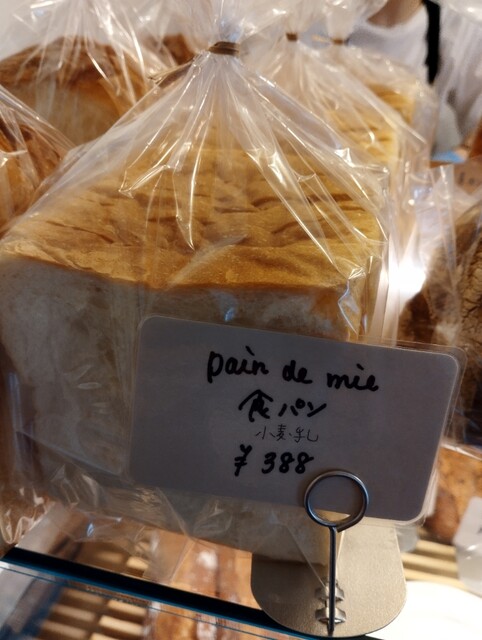 pain de mie
食パン
小麦・乳
¥ 388